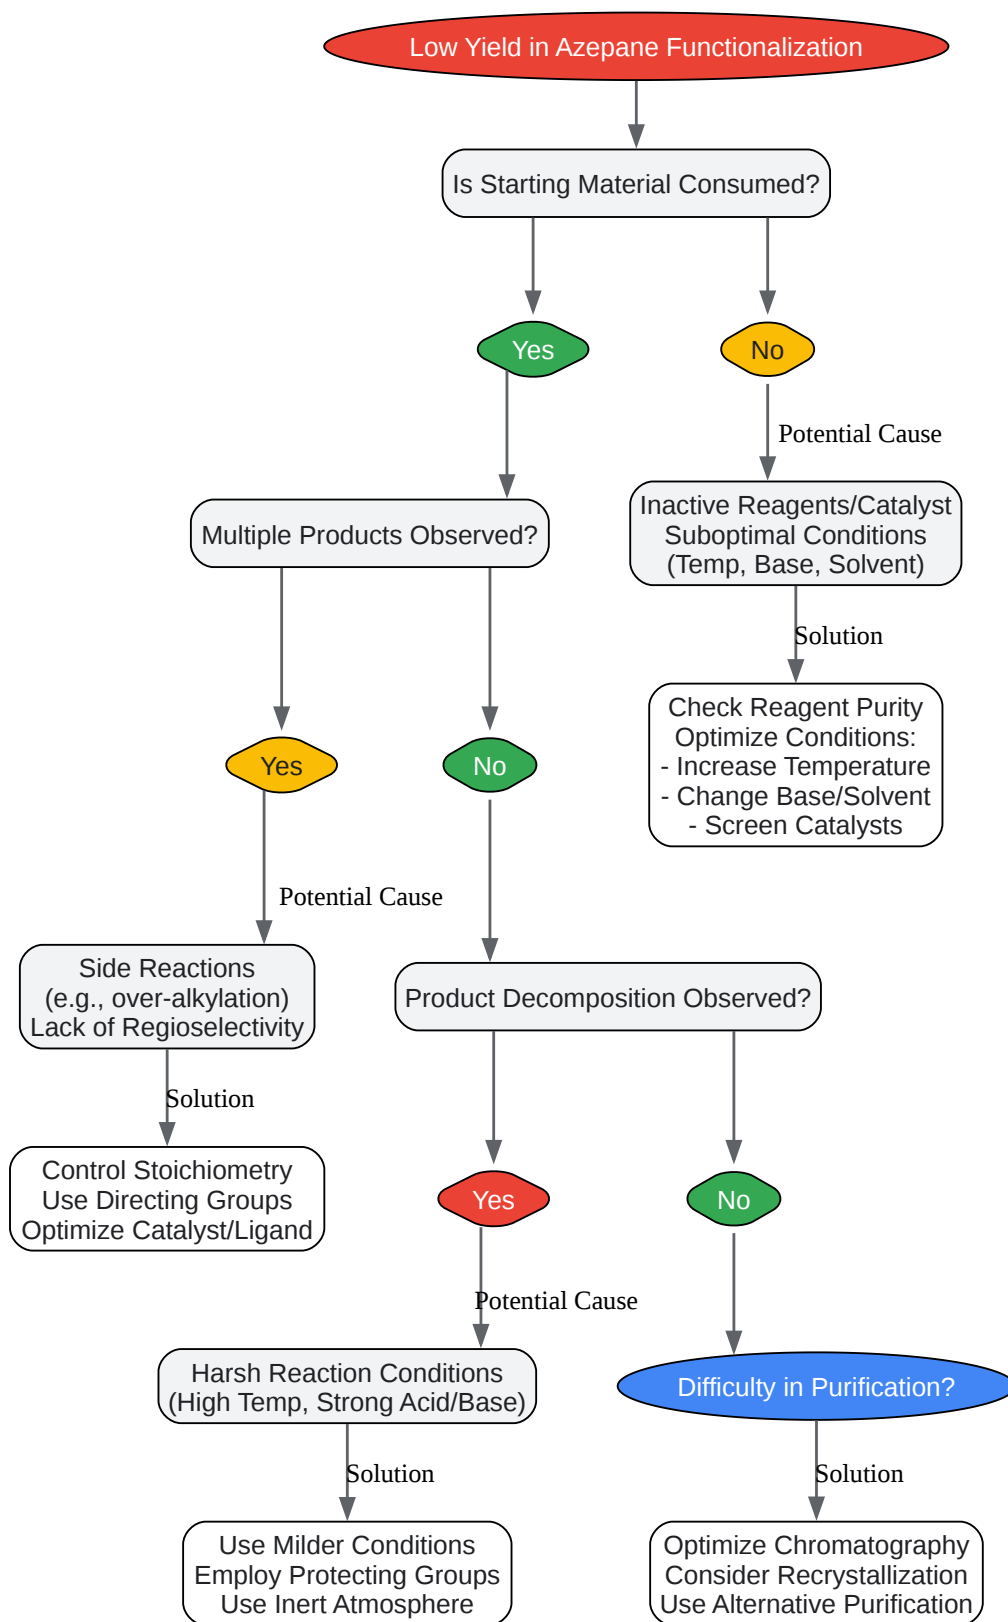 Low Yield in Azepane Functionalization
Is Starting Material Consumed?
Yes
No
Potential Cause
Inactive Reagents/Catalyst
Suboptimal Conditions
(Temp, Base, Solvent)
Multiple Products Observed?
Solution
Check Reagent Purity
Optimize Conditions:
- Increase Temperature
- Change Base/Solvent
- Screen Catalysts
Yes
No
Potential Cause
Side Reactions
(e.g., over-alkylation)
Lack of Regioselectivity
Product Decomposition Observed?
Solution
Control Stoichiometry
Use Directing Groups
Optimize Catalyst/Ligand
Yes
No
Potential Cause
Harsh Reaction Conditions
(High Temp, Strong Acid/Base)
Difficulty in Purification?
Solution
Solution
Use Milder Conditions
Employ Protecting Groups
Use Inert Atmosphere
Optimize Chromatography
Consider Recrystallization
Use Alternative Purification